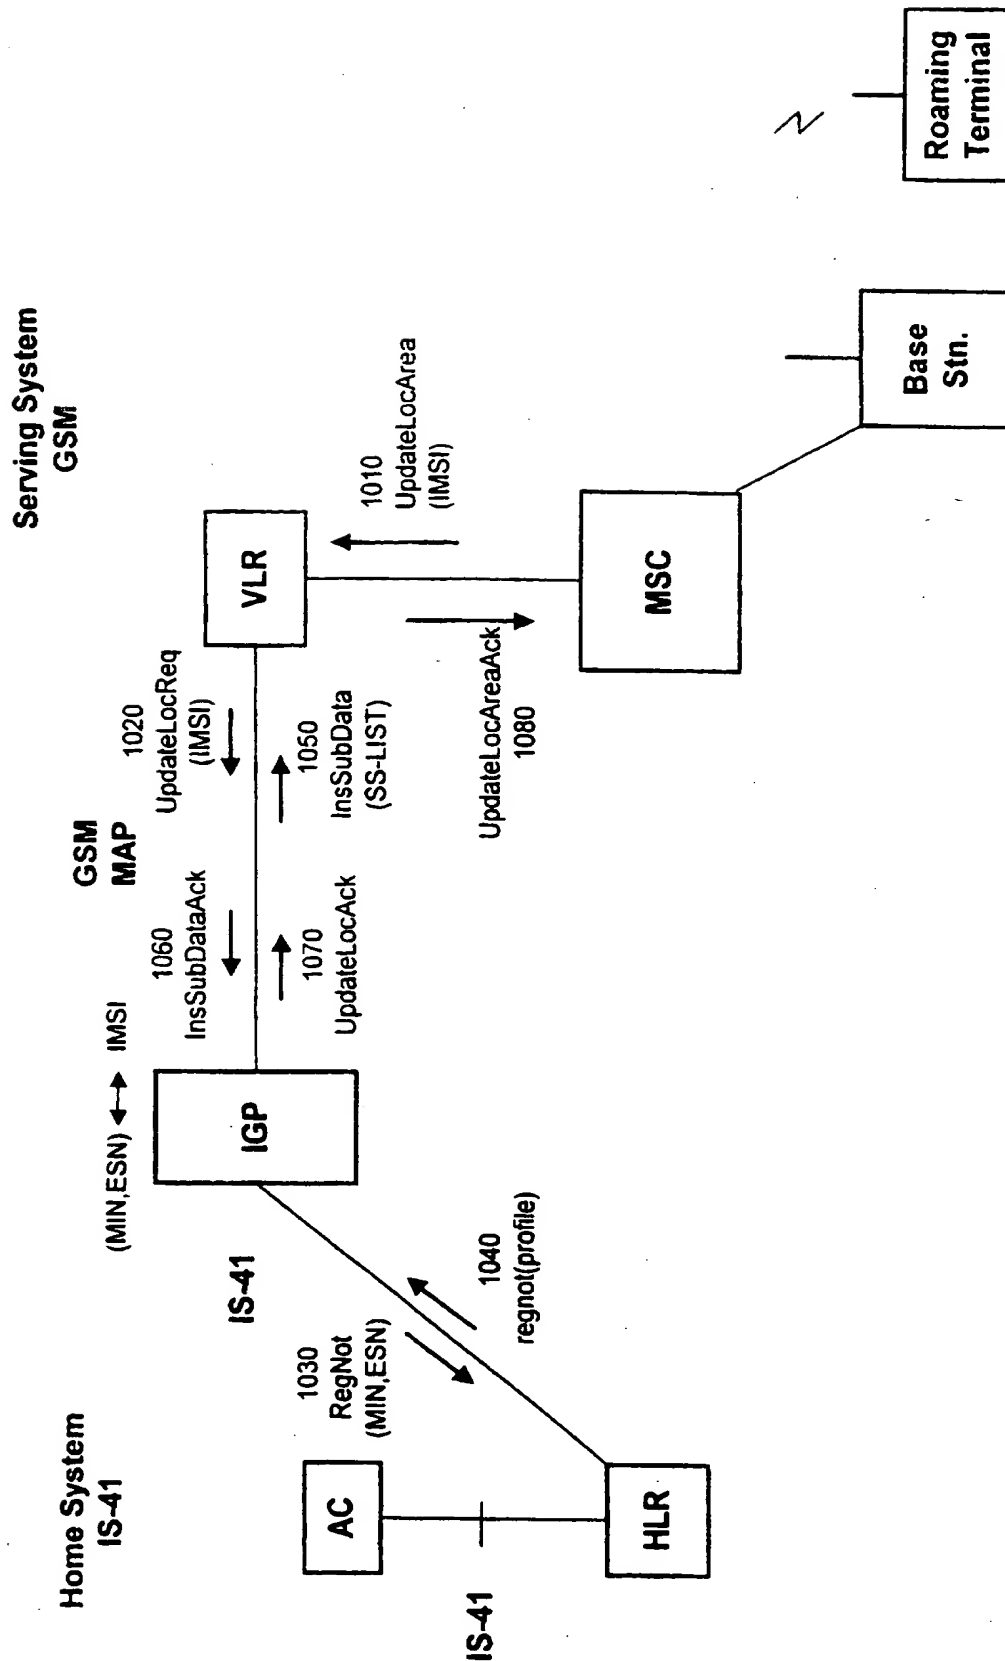 Home System
IS-41
Serving System
GSM
(MIN,ESN) IMSI
GSM
MAP
1060
InsSubDataAck
1020
UpdateLocReq
(IMSI)
IS-41
IGP
VLR
1070
UpdateLocAck
1050
InsSubData
(SS-LIST)
1010
UpdateLocArea
(IMSI)
AC
1030
RegNot
(MIN,ESN)
1040
regnot(profile)
UpdateLocAreaAck
1080
IS-41
HLR
MSC
Base
Stn.
Roaming
Terminal